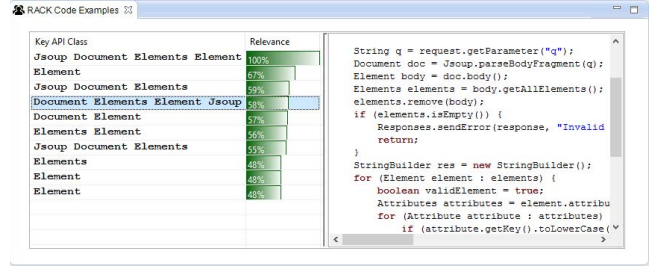 RACK Code Examples
Key API Class Relevance
Jsoup Document Elements Element 100%
Element 67%
Jsoup Document Elements 59%
Document Elements Element Jsoup 58%
Document Element 57%
Elements Element 56%
Jsoup Document Elements 55%
Elements 48%
Element 48%
Element 48%
String q = request.getParameter("q");
Document doc = Jsoup.parseBodyFragment(q);
Element body = doc.body();
Elements elements = body.getAllElements();
elements.remove(body);
if (elements.isEmpty()) {
Responses.sendError(response, "Invalid
return;
}
StringBuilder res = new StringBuilder();
for (Element element : elements) {
boolean validElement = true;
Attributes attributes = element.attribu
for (Attribute attribute : attributes)
if (attribute.getKey().toLowerCase(